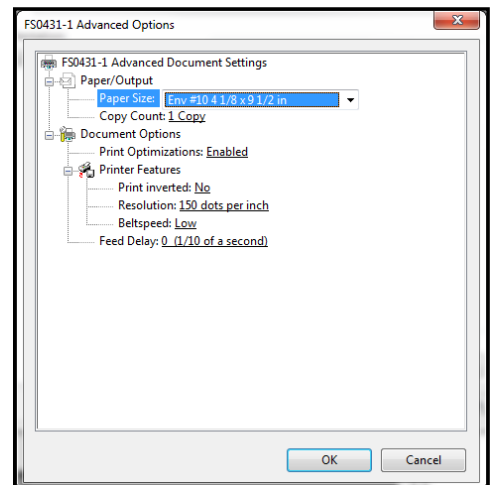 FS0431-1 Advanced Options
FS0431-1 Advanced Document Settings
Paper/Output
Paper Size: Env #10 4 1/8 x 9 1/2 in
Copy Count: 1 Copy
Document Options
Print Optimizations: Enabled
Printer Features
Print inverted: No
Resolution: 150 dots per inch
Beltspeed: Low
Feed Delay: 0 (1/10 of a second)
OK Cancel